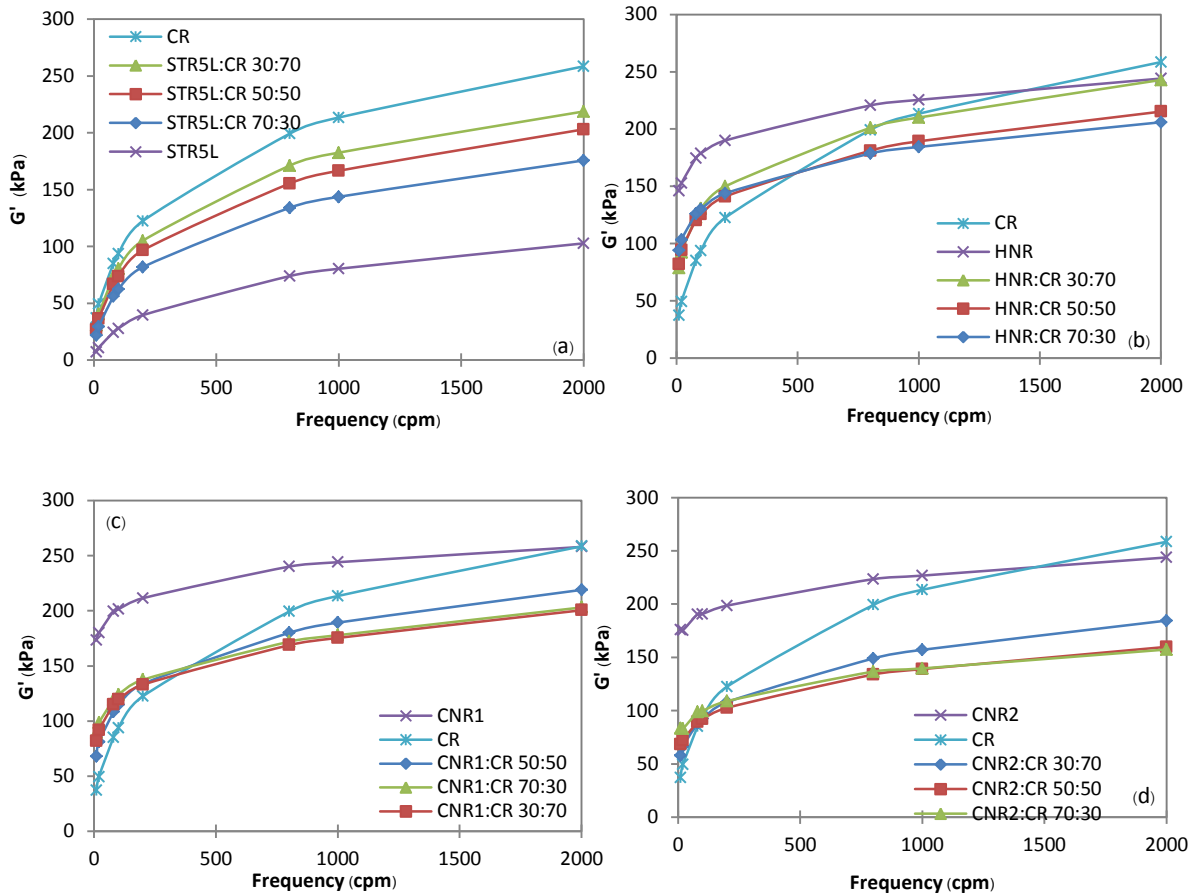 300
250
200
150
100
50
0
G' (kPa)
CR
STR5L:CR 30:70
STR5L:CR 50:50
STR5L:CR 70:30
STR5L
(a)
0
500
1000
1500
2000
Frequency (cpm)
300
250
200
150
100
50
0
G' (kPa)
CR
HNR
HNR:CR 30:70
HNR:CR 50:50
HNR:CR 70:30
(b)
0
500
1000
1500
2000
Frequency (cpm)
300
250
200
150
100
50
0
G' (kPa)
(c)
CNR1
CR
CNR1:CR 50:50
CNR1:CR 70:30
CNR1:CR 30:70
0
500
1000
1500
2000
Frequency (cpm)
300
250
200
150
100
50
0
G' (kPa)
CNR2
CR
CNR2:CR 30:70
CNR2:CR 50:50
CNR2:CR 70:30
(d)
0
500
1000
1500
2000
Frequency (cpm)